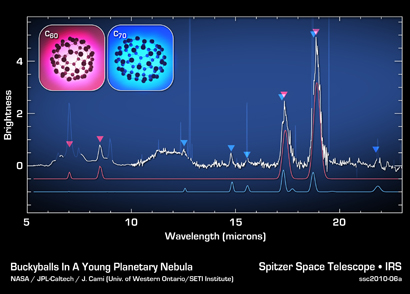 C60
C70
4
2
0
Brightness
5
10
15
20
Wavelength (microns)
Buckyballs In A Young Planetary Nebula
Spitzer Space Telescope • IRS
NASA / JPL-Caltech / J. Cami (Univ. of Western Ontario/SETI Institute)
ssc2010-06a